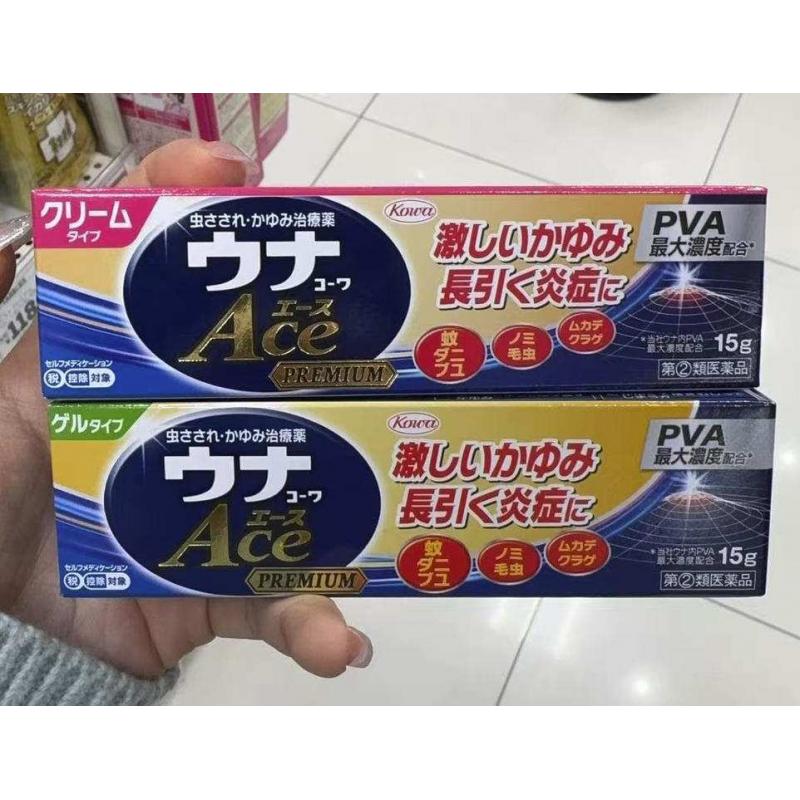 クリーム
タイプ
虫さされ・かゆみ治療薬
ウナ
コーワ
エース
Ace
PREMIUM
セルフメディケーション
税 控除 対象
Kowa
激しいかゆみ
長引く炎症に
蚊
ダニ
ブユ
ノミ
毛虫
ムカデ
クラゲ
PVA
最大濃度配合*
*当社ウナ内PVA
最大濃度配合
15g
第②類医薬品
118
ゲルタイプ
虫さされ・かゆみ治療薬
ウナ
コーワ
エース
Ace
PREMIUM
セルフメディケーション
税 控除 対象
Kowa
激しいかゆみ
長引く炎症に
蚊
ダニ
ブユ
ノミ
毛虫
ムカデ
クラゲ
PVA
最大濃度配合*
*当社ウナ内PVA
最大濃度配合
15g
第②類医薬品